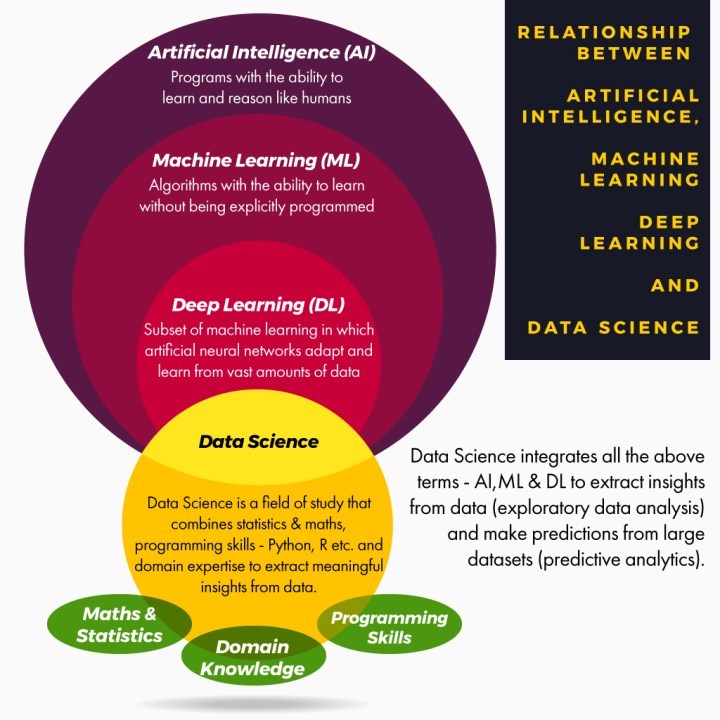 Artificial Intelligence (AI)
Programs with the ability to
learn and reason like humans
Machine Learning (ML)
Algorithms with the ability to learn
without being explicitly programmed
Deep Learning (DL)
Subset of machine learning in which
artificial neural networks adapt and
learn from vast amounts of data
Data Science
Data Science is a field of study that
combines statistics & maths,
programming skills - Python, R etc. and
domain expertise to extract meaningful
insights from data.
Maths &
Statistics
Domain
Knowledge
Programming
Skills
RELATIONSHIP
BETWEEN
ARTIFICIAL
INTELLIGENCE,
MACHINE
LEARNING
DEEP
LEARNING
AND
DATA SCIENCE
Data Science integrates all the above
terms - AI,ML & DL to extract insights
from data (exploratory data analysis)
and make predictions from large
datasets (predictive analytics).